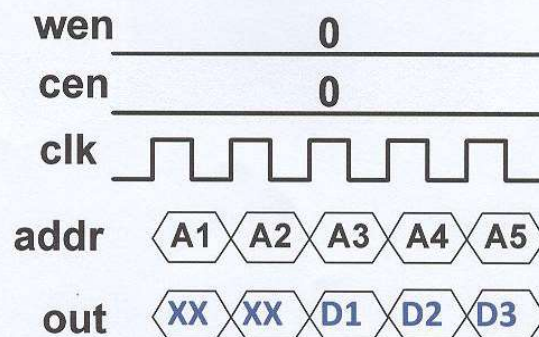 wen 0
cen 0
clk
addr A1 A2 A3 A4 A5
out XX XX D1 D2 D3